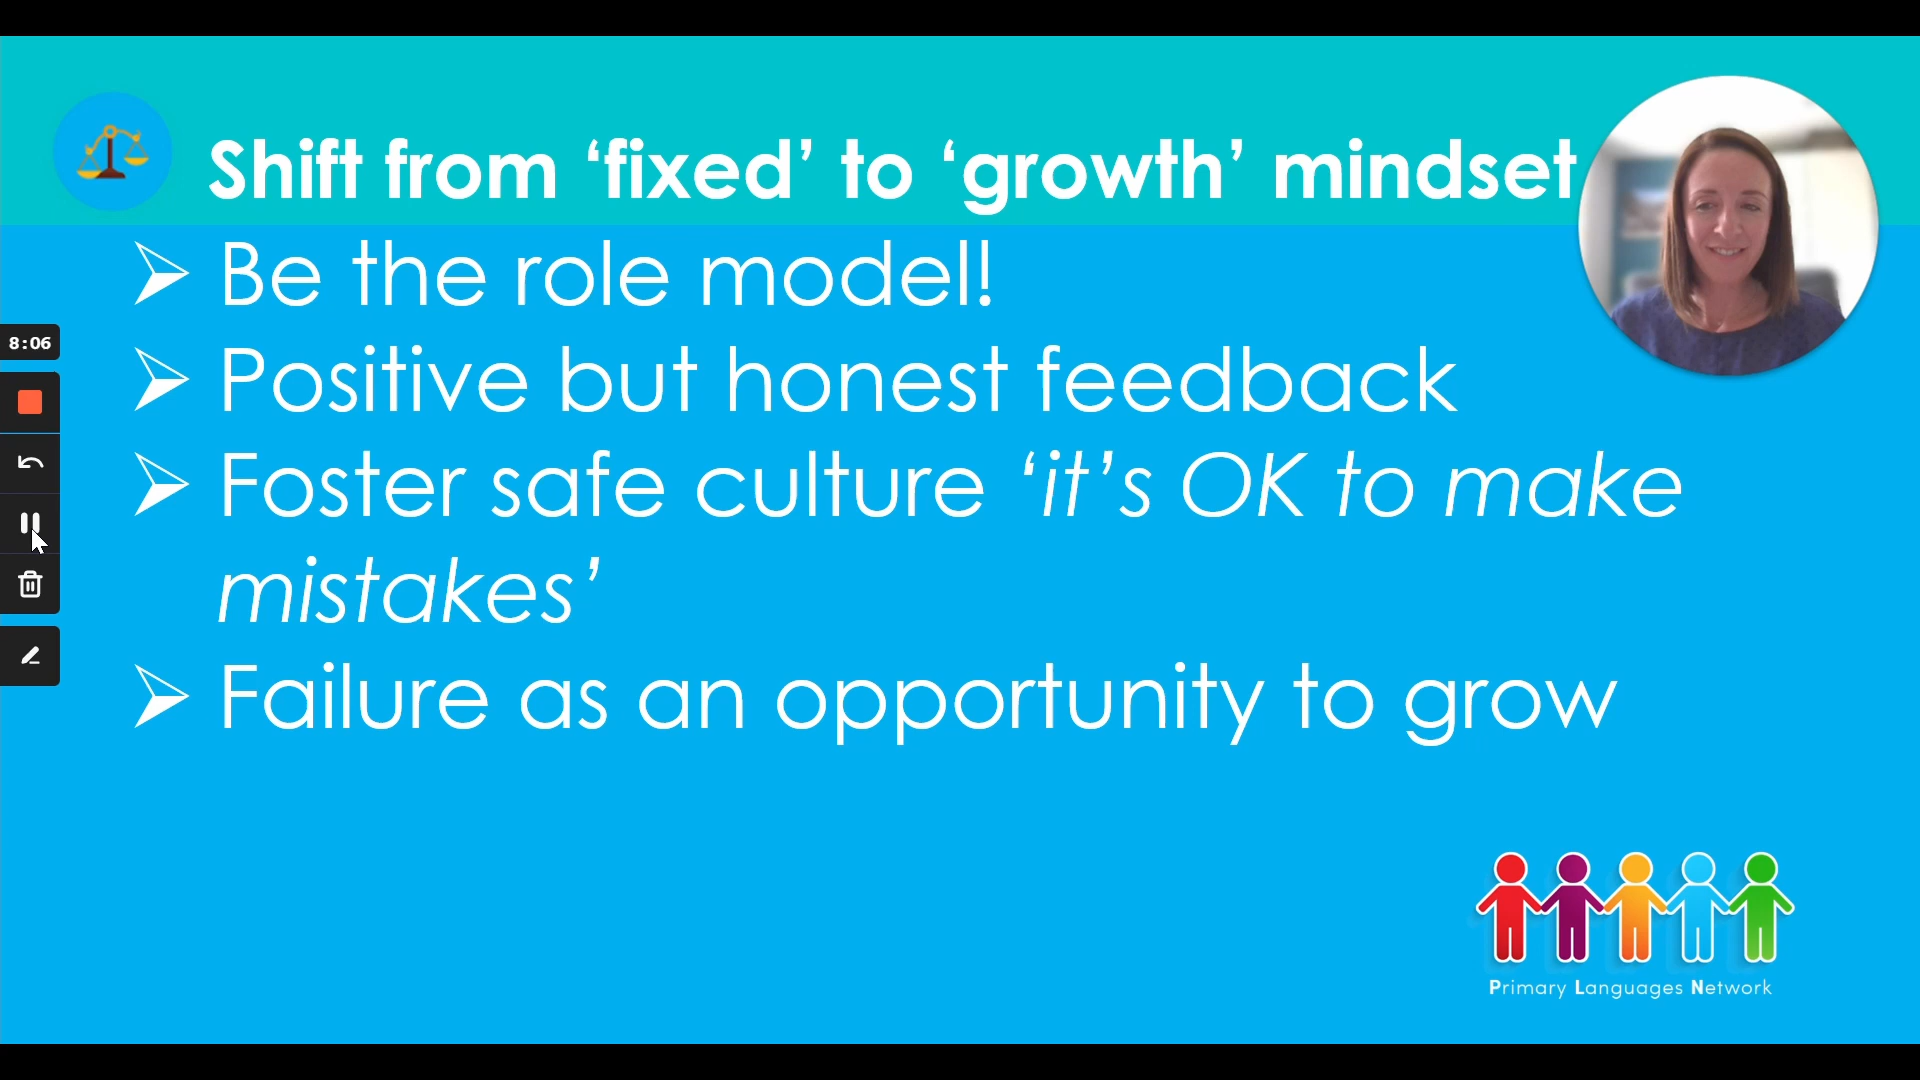 Shift from ‘fixed’ to ‘growth’ mindset
Be the role model!
Positive but honest feedback
Foster safe culture ‘it’s OK to make
mistakes’
Failure as an opportunity to grow
8:06
Primary Languages Network